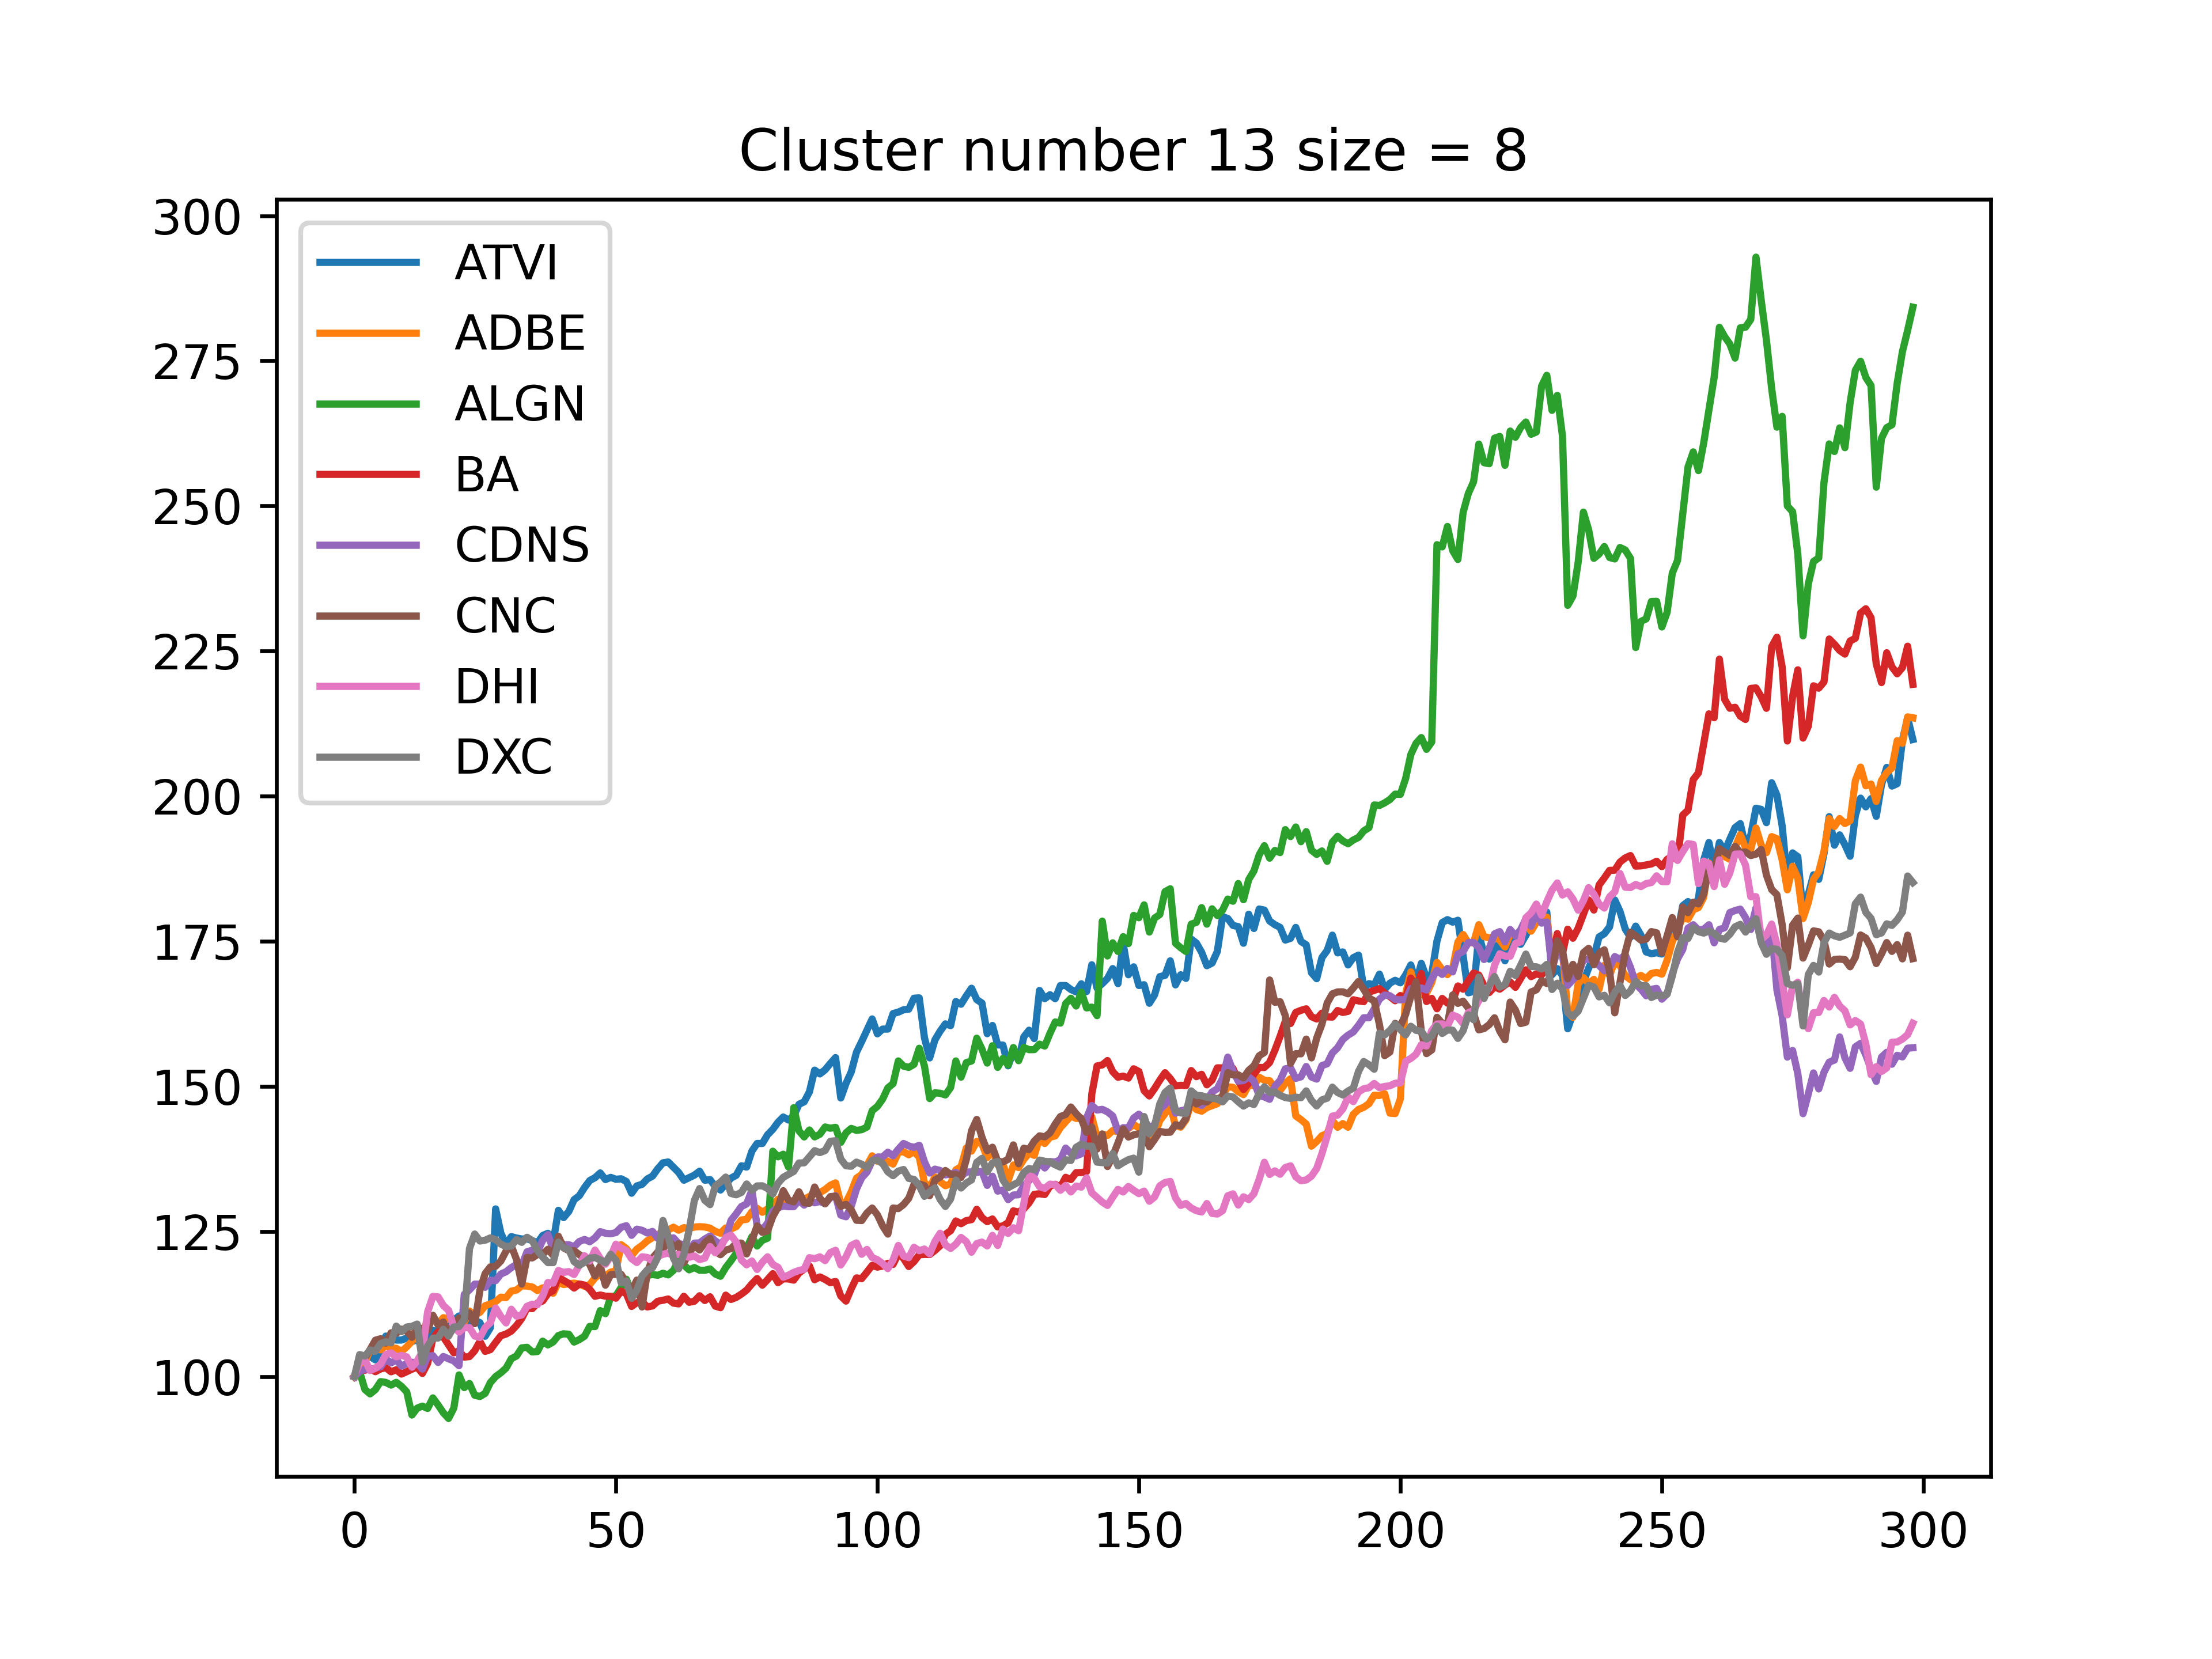 Cluster number 13 size = 8
300
275
250
225
200
175
150
125
100
ATVI
ADBE
ALGN
BA
CDNS
CNC
DHI
DXC
0 50 100 150 200 250 300